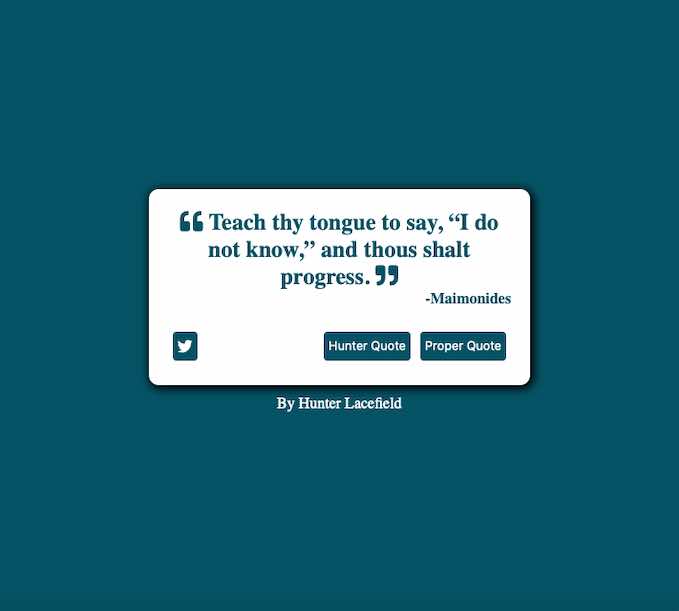 ❝ Teach thy tongue to say, “I do
not know,” and thous shalt
progress. ❞
-Maimonides
Hunter Quote Proper Quote
By Hunter Lacefield